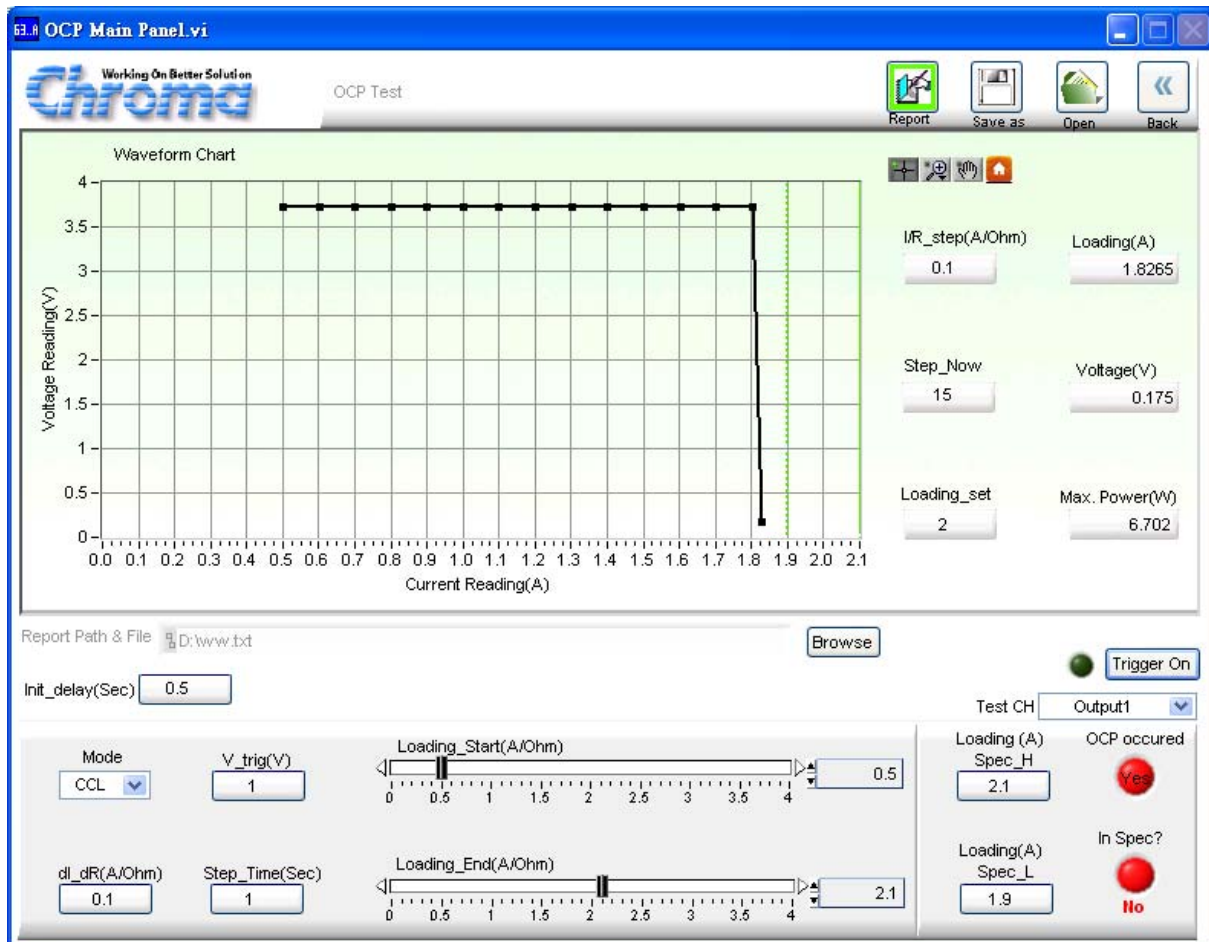 OCP Main Panel.vi
Working On Better Solution
Chroma
OCP Test
Report
Save as
Open
Back
Waveform Chart
4
3.5
3
2.5
2
1.5
1
0.5
0
Voltage Reading(V)
0.0 0.1 0.2 0.3 0.4 0.5 0.6 0.7 0.8 0.9 1.0 1.1 1.2 1.3 1.4 1.5 1.6 1.7 1.8 1.9 2.0 2.1
Current Reading(A)
I/R_step(A/Ohm)
0.1
Loading(A)
1.8265
Step_Now
15
Voltage(V)
0.175
Loading_set
2
Max. Power(W)
6.702
Report Path & File
D:\www.txt
Browse
Trigger On
Init_delay(Sec)
0.5
Test CH
Output1
Mode
CCL
V_trig(V)
1
Loading_Start(A/Ohm)
0 0.5 1 1.5 2 2.5 3 3.5 4
0.5
Loading (A)
Spec_H
2.1
OCP occured
Yes
dI_dR(A/Ohm)
0.1
Step_Time(Sec)
1
Loading_End(A/Ohm)
0 0.5 1 1.5 2 2.5 3 3.5 4
2.1
Loading(A)
Spec_L
1.9
In Spec?
No